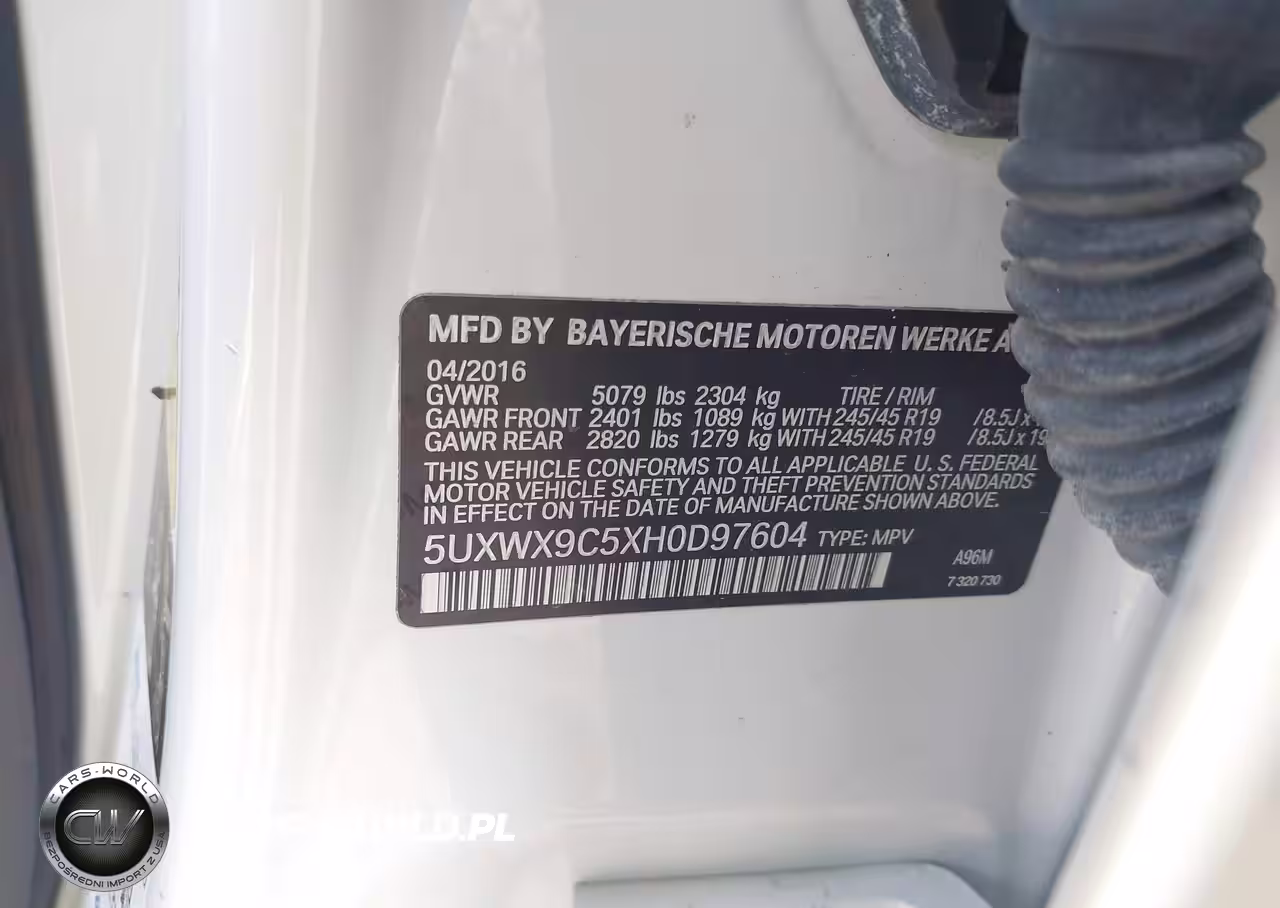 MFD BY BAYERISCHE MOTOREN WERKE
04/2016
GVWR 5079 lbs 2304 kg TIRE / RIM
GAWR FRONT 2401 lbs 1089 kg WITH 245/45 R19 /8.5J x
GAWR REAR 2820 lbs 1279 kg WITH 245/45 R19 /8.5J x 19
THIS VEHICLE CONFORMS TO ALL APPLICABLE U. S. FEDERAL
MOTOR VEHICLE SAFETY AND THEFT PREVENTION STANDARDS
IN EFFECT ON THE DATE OF MANUFACTURE SHOWN ABOVE.
5UXWX9C5XH0D97604 TYPE: MPV
A96M
7 320 730
CARS-WORLD
CW
BEZPOŚREDNI IMPORT Z USA
LD.PL